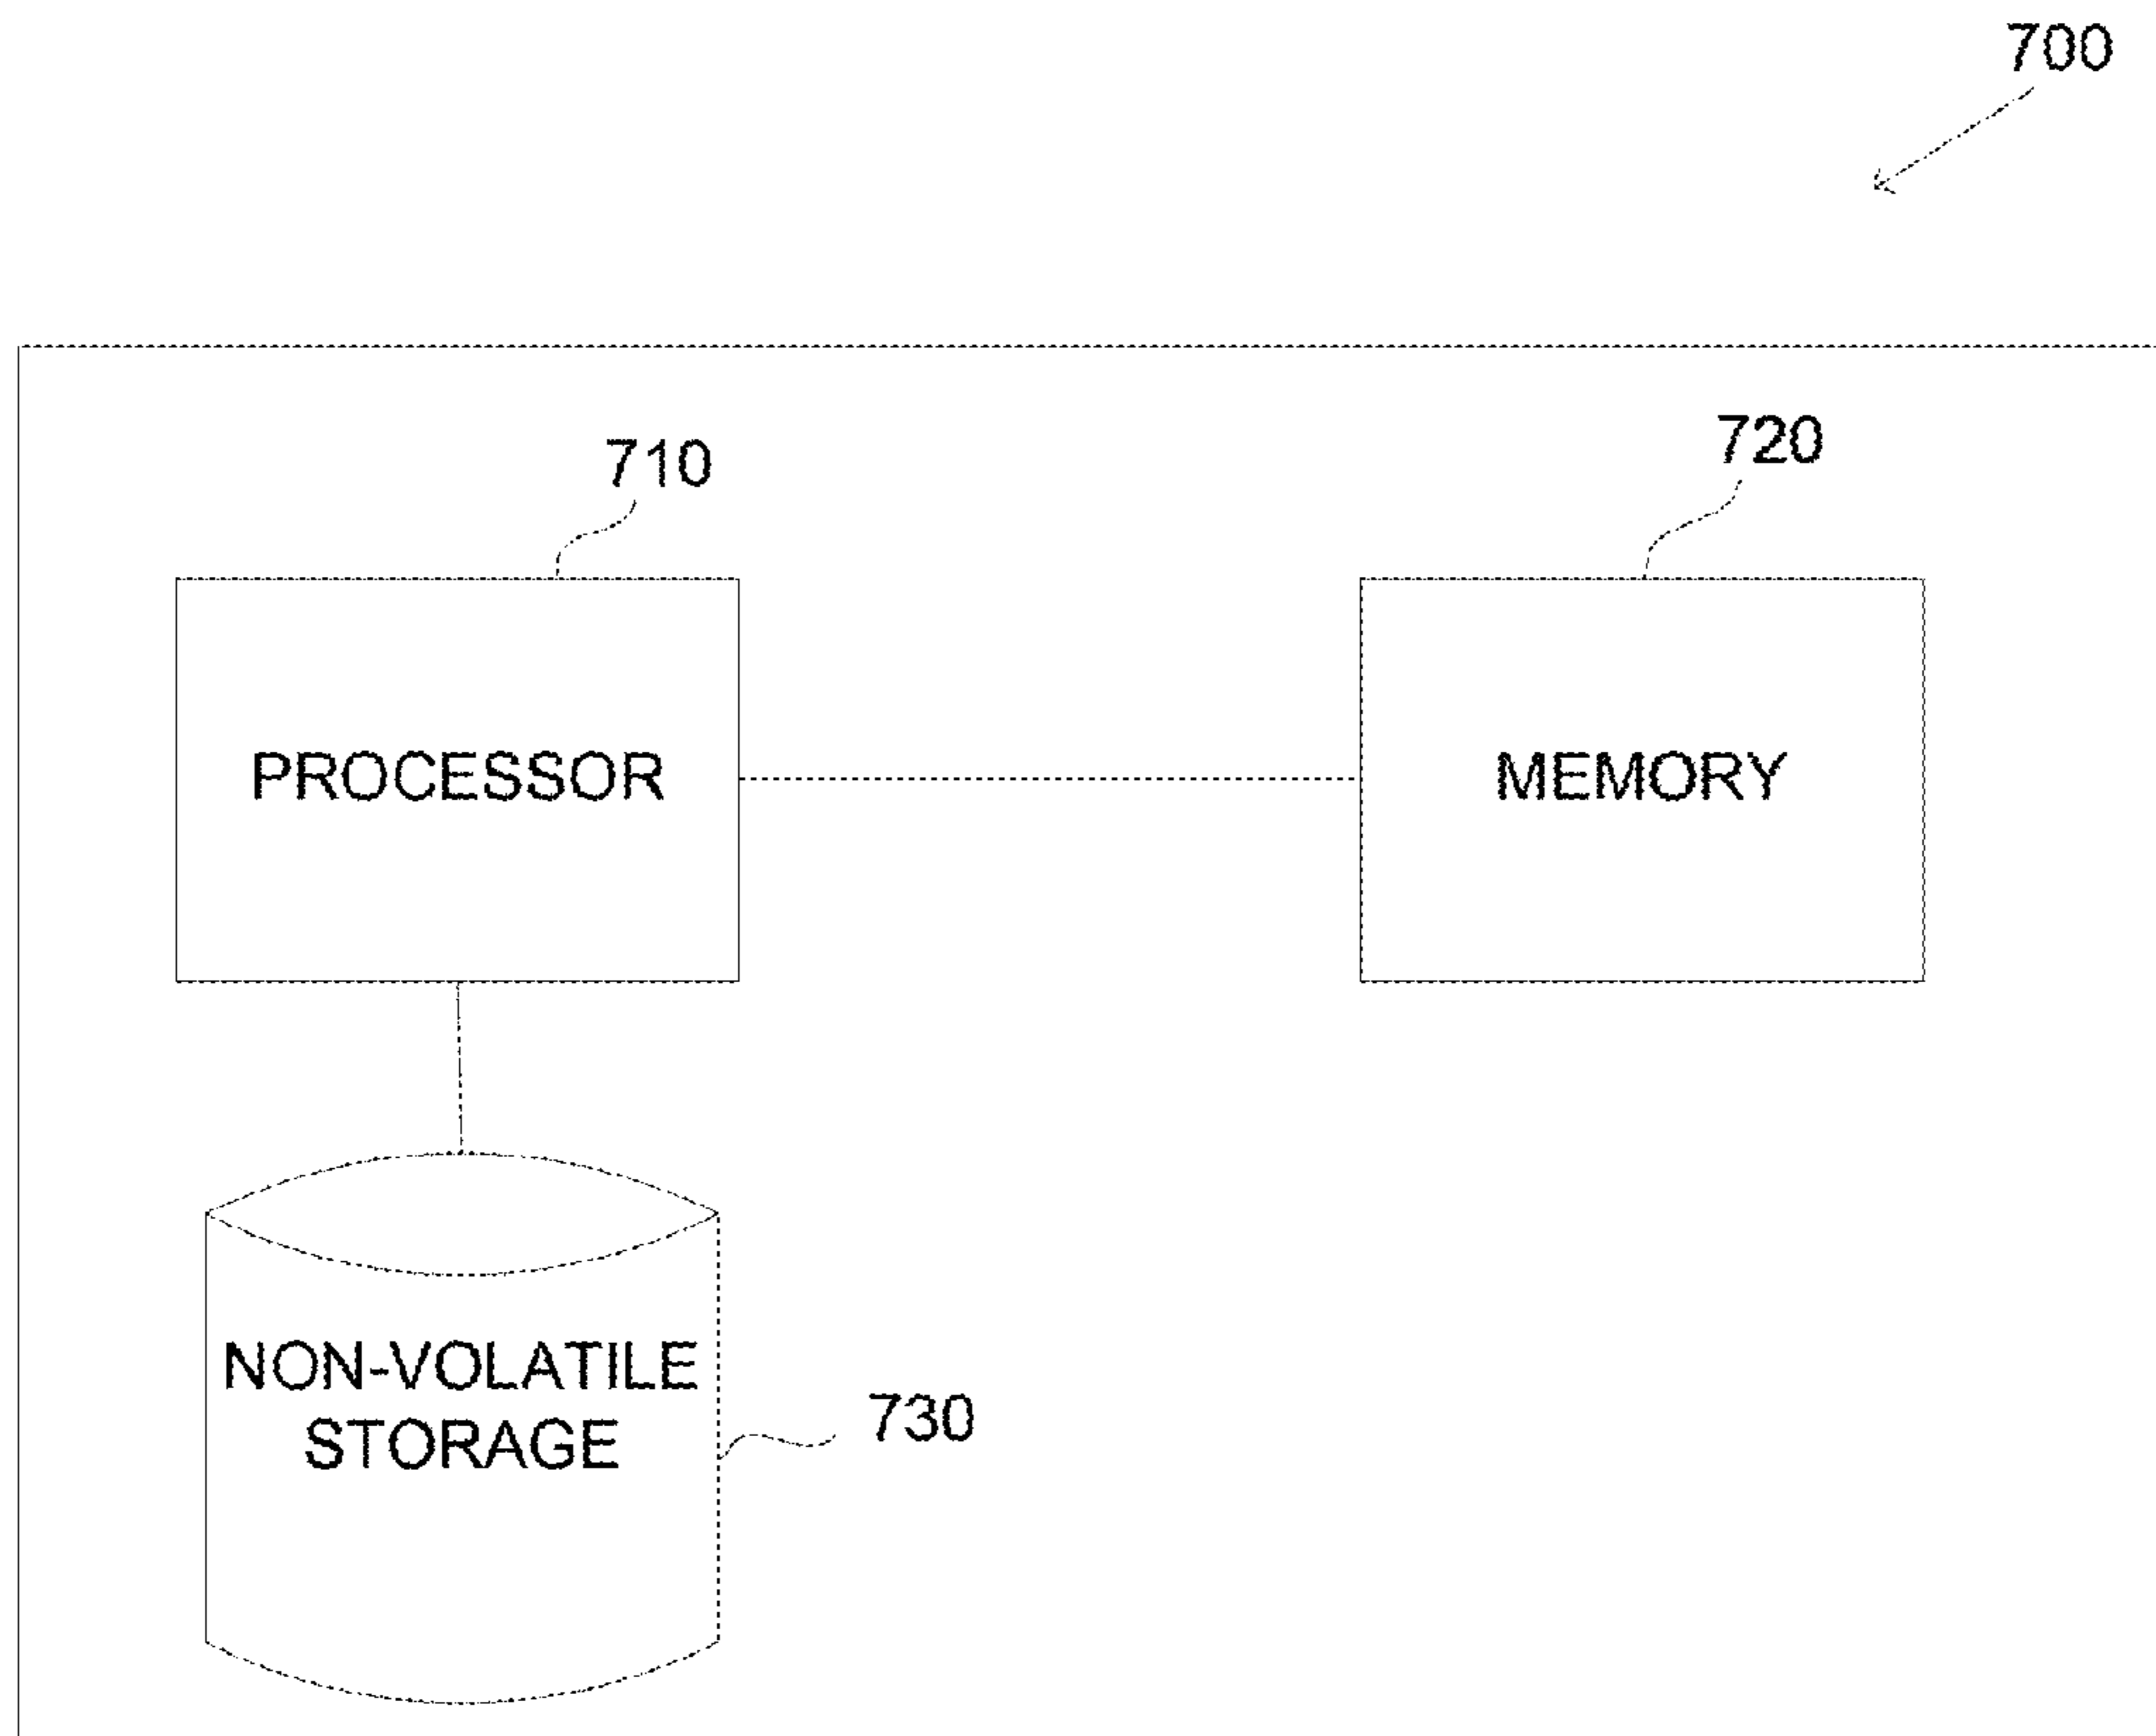 700
710
720
PROCESSOR
MEMORY
NON-VOLATILE
STORAGE
730